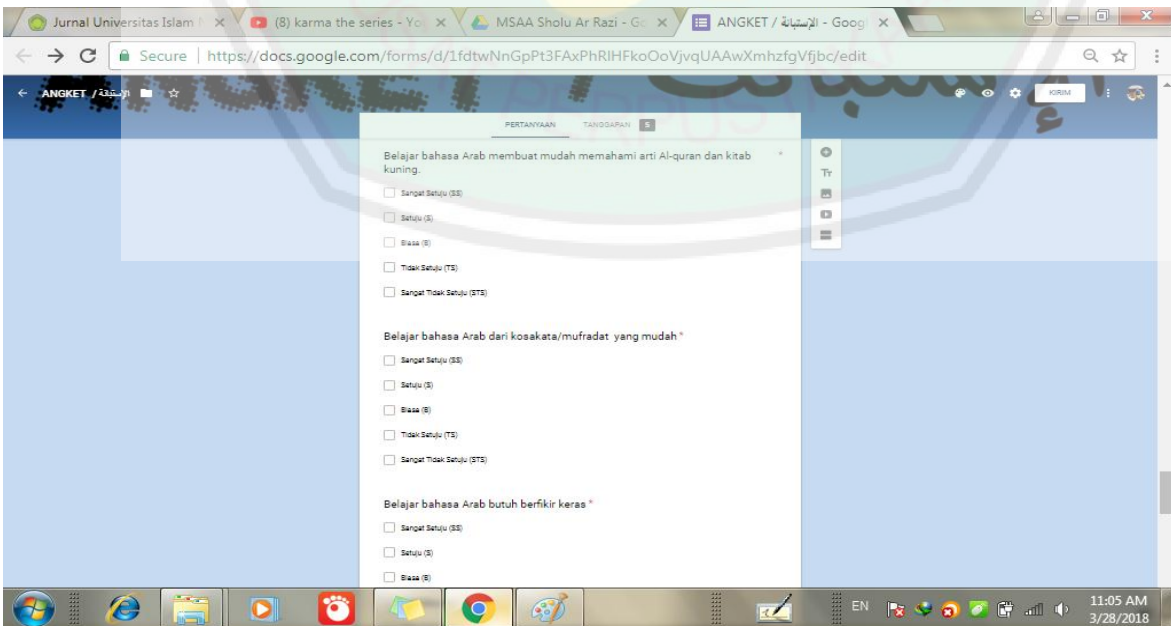 Jurnal Universitas Islam
(8) karma the series - Yo
MSAA Sholu Ar Razi - Go
ANGKET / الإستبانة - Goog
Secure | https://docs.google.com/forms/d/1fdtwNnGpPt3FAxPhRlHFkoOoVjvqUAAwXmhzfgVfjbc/edit
ANGKET / الإستبانة
KIRIM
PERTANYAAN TANGGAPAN 5
Belajar bahasa Arab membuat mudah memahami arti Al-quran dan kitab *
kuning.
Sangat Setuju (SS)
Setuju (S)
Biasa (B)
Tidak Setuju (TS)
Sangat Tidak Setuju (STS)
Belajar bahasa Arab dari kosakata/mufradat yang mudah *
Sangat Setuju (SS)
Setuju (S)
Biasa (B)
Tidak Setuju (TS)
Sangat Tidak Setuju (STS)
Belajar bahasa Arab butuh berfikir keras *
Sangat Setuju (SS)
Setuju (S)
Biasa (B)
EN
11:05 AM
3/28/2018